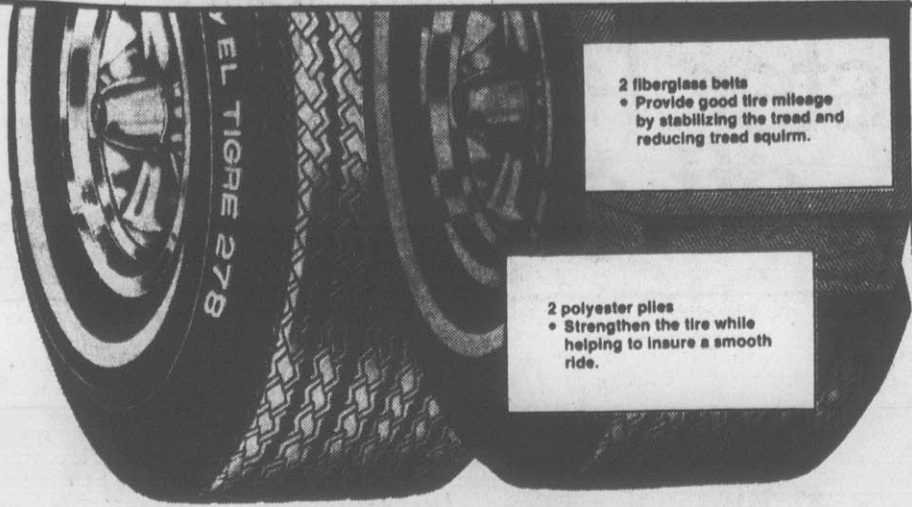 EL TIGRE 278
2 fiberglass belts
• Provide good tire mileage
by stabilizing the tread and
reducing tread squirm.
2 polyester plies
• Strengthen the tire while
helping to insure a smooth
ride.